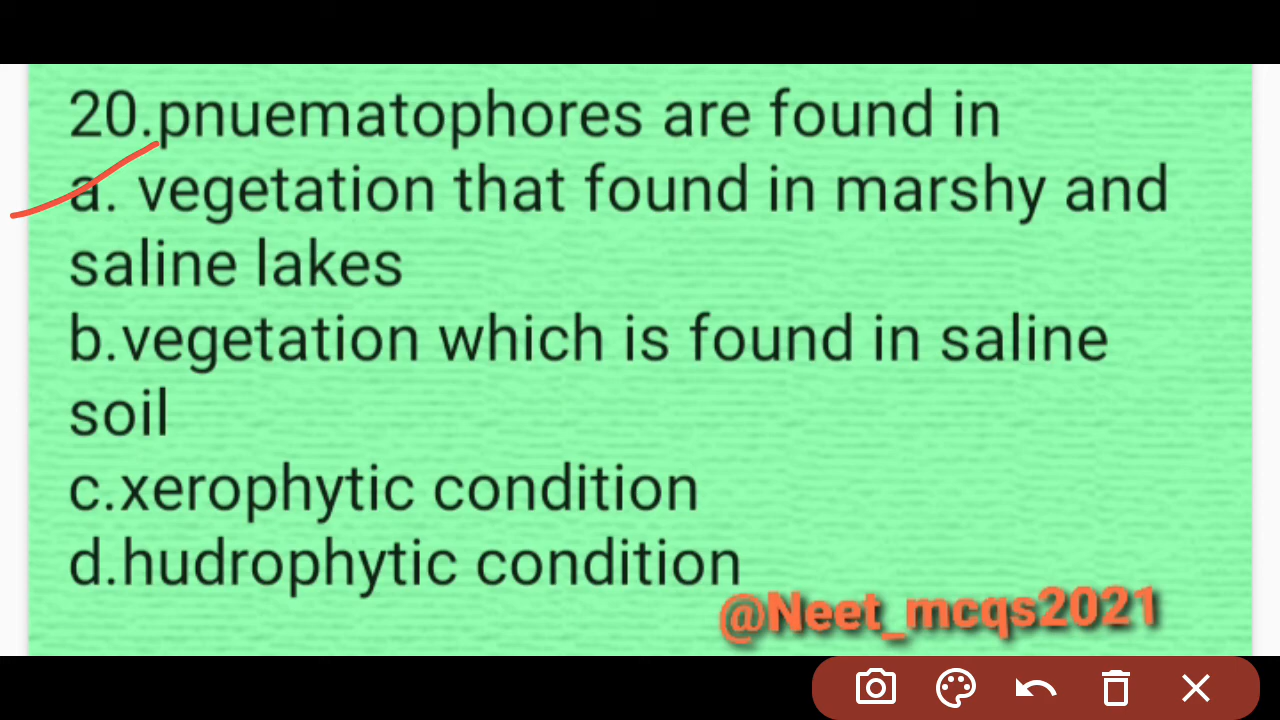 20.pnuematophores are found in
a. vegetation that found in marshy and
saline lakes
b.vegetation which is found in saline
soil
c.xerophytic condition
d.hudrophytic condition
@Neet_mcqs2021